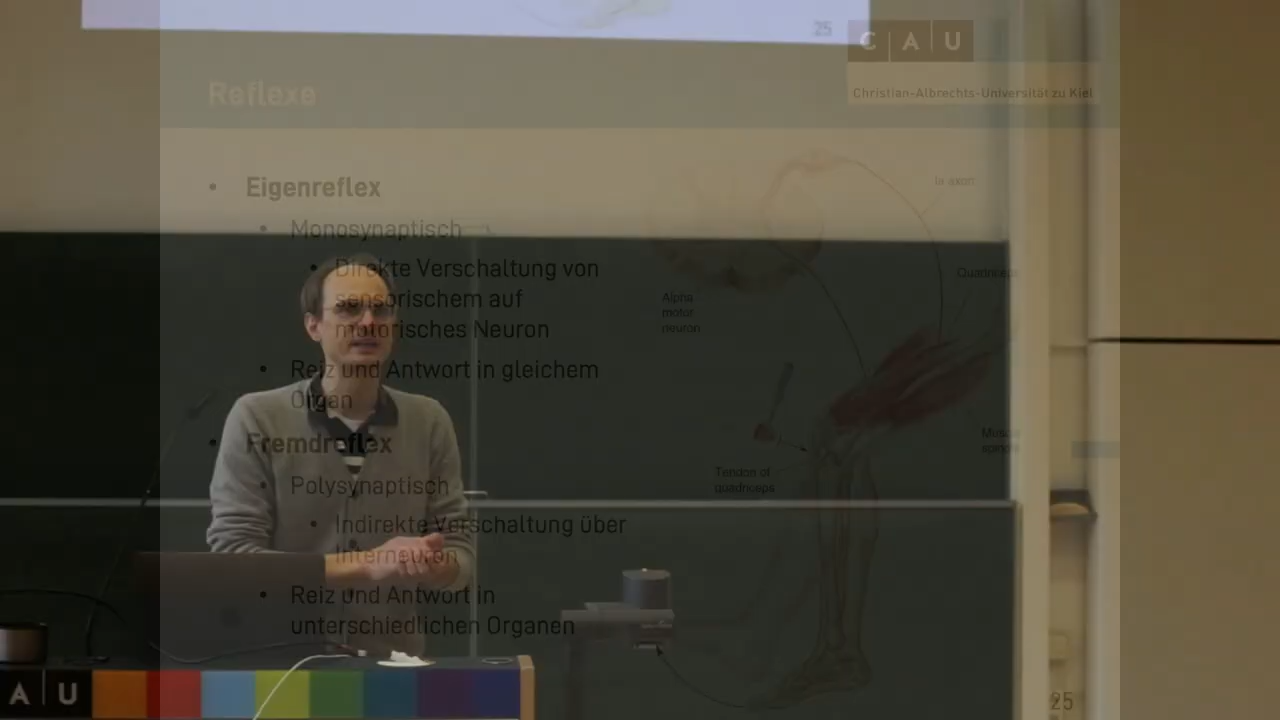 25
C A U
Christian-Albrechts-Universität zu Kiel
Reflexe
• Eigenreflex
• Monosynaptisch
• Direkte Verschaltung von
sensorischem auf
motorisches Neuron
• Reiz und Antwort in gleichem
Organ
• Fremdreflex
• Polysynaptisch
• Indirekte Verschaltung über
Interneuron
• Reiz und Antwort in
unterschiedlichen Organen
Ia axon
Quadriceps
Alpha
motor
neuron
Muscle
spindle
Tendon of
quadriceps
A U
25